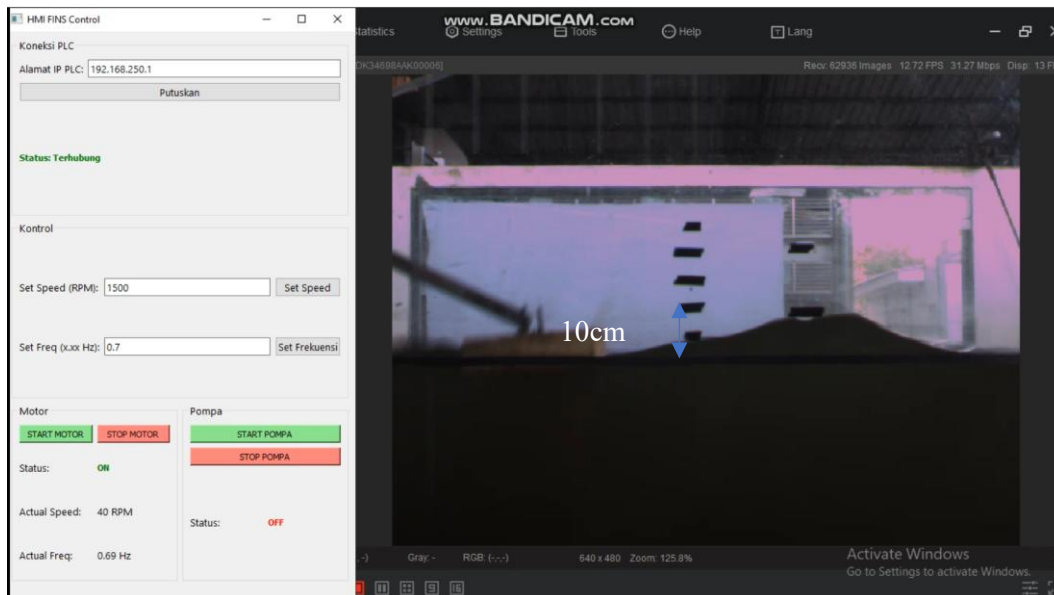 HMI FINS Control
Koneksi PLC
Alamat IP PLC: 192.168.250.1
Putuskan
Status: Terhubung
Kontrol
Set Speed (RPM): 1500 Set Speed
Set Freq (x.xx Hz): 0.7 Set Frekuensi
Motor
START MOTOR STOP MOTOR
Status: ON
Actual Speed: 40 RPM
Actual Freq: 0.69 Hz
Pompa
START POMPA
STOP POMPA
Status: OFF
www.BANDICAM.com
tatistics Settings Tools Help Lang
Recv: 62936 Images 12.72 FPS 31.27 Mbps Disp: 13 F
10cm
Gray: - RGB: (-,-,-) 640 x 480 Zoom: 125.8%
Activate Windows
Go to Settings to activate Windows.